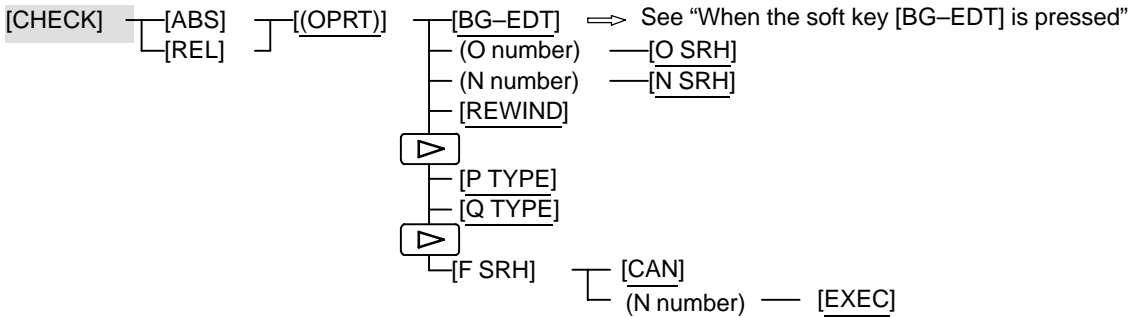 [CHECK] [ABS] [(OPRT)] [BG–EDT] See “When the soft key [BG–EDT] is pressed”
[REL] (O number) [O SRH]
(N number) [N SRH]
[REWIND]
[P TYPE]
[Q TYPE]
[F SRH] [CAN]
(N number) [EXEC]